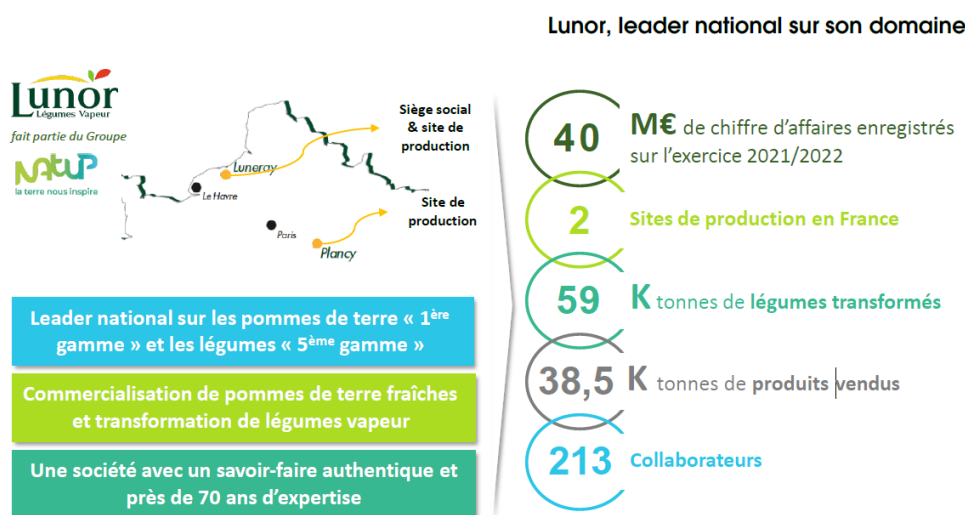 Lunor, leader national sur son domaine
Lunor
Légumes Vapeur
fait partie du Groupe
NatUP
la terre nous inspire
Siège social
& site de
production
Luneray
Le Havre
Site de
production
Paris
Plancy
Leader national sur les pommes de terre « 1ère
gamme » et les légumes « 5ème gamme »
Commercialisation de pommes de terre fraîches
et transformation de légumes vapeur
Une société avec un savoir-faire authentique et
près de 70 ans d'expertise
40 M€ de chiffre d'affaires enregistrés
sur l'exercice 2021/2022
2 Sites de production en France
59 K tonnes de légumes transformés
38,5 K tonnes de produits vendus
213 Collaborateurs